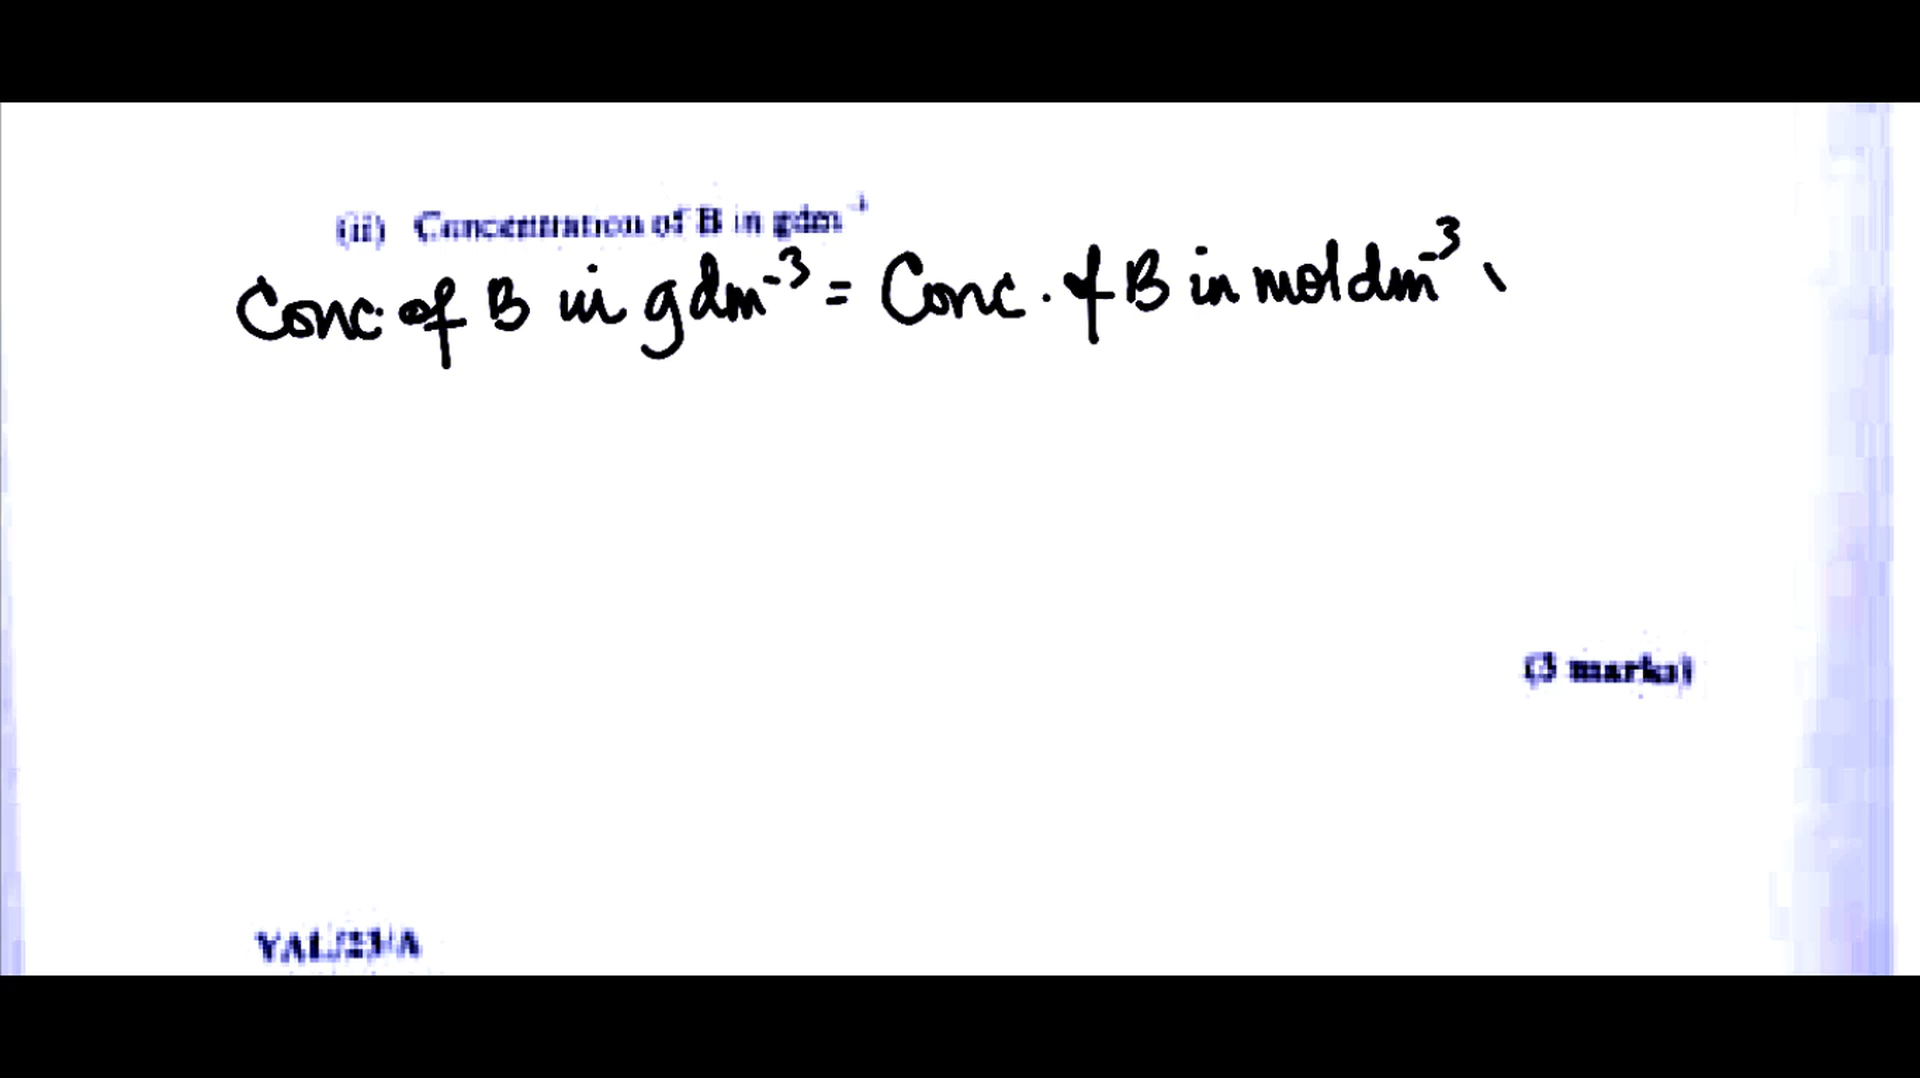 (ii) Concentration of B in gdm⁻³
Conc. of B in gdm⁻³ = Conc. of B in moldm⁻³ \
(3 marks)
YAL/23/A